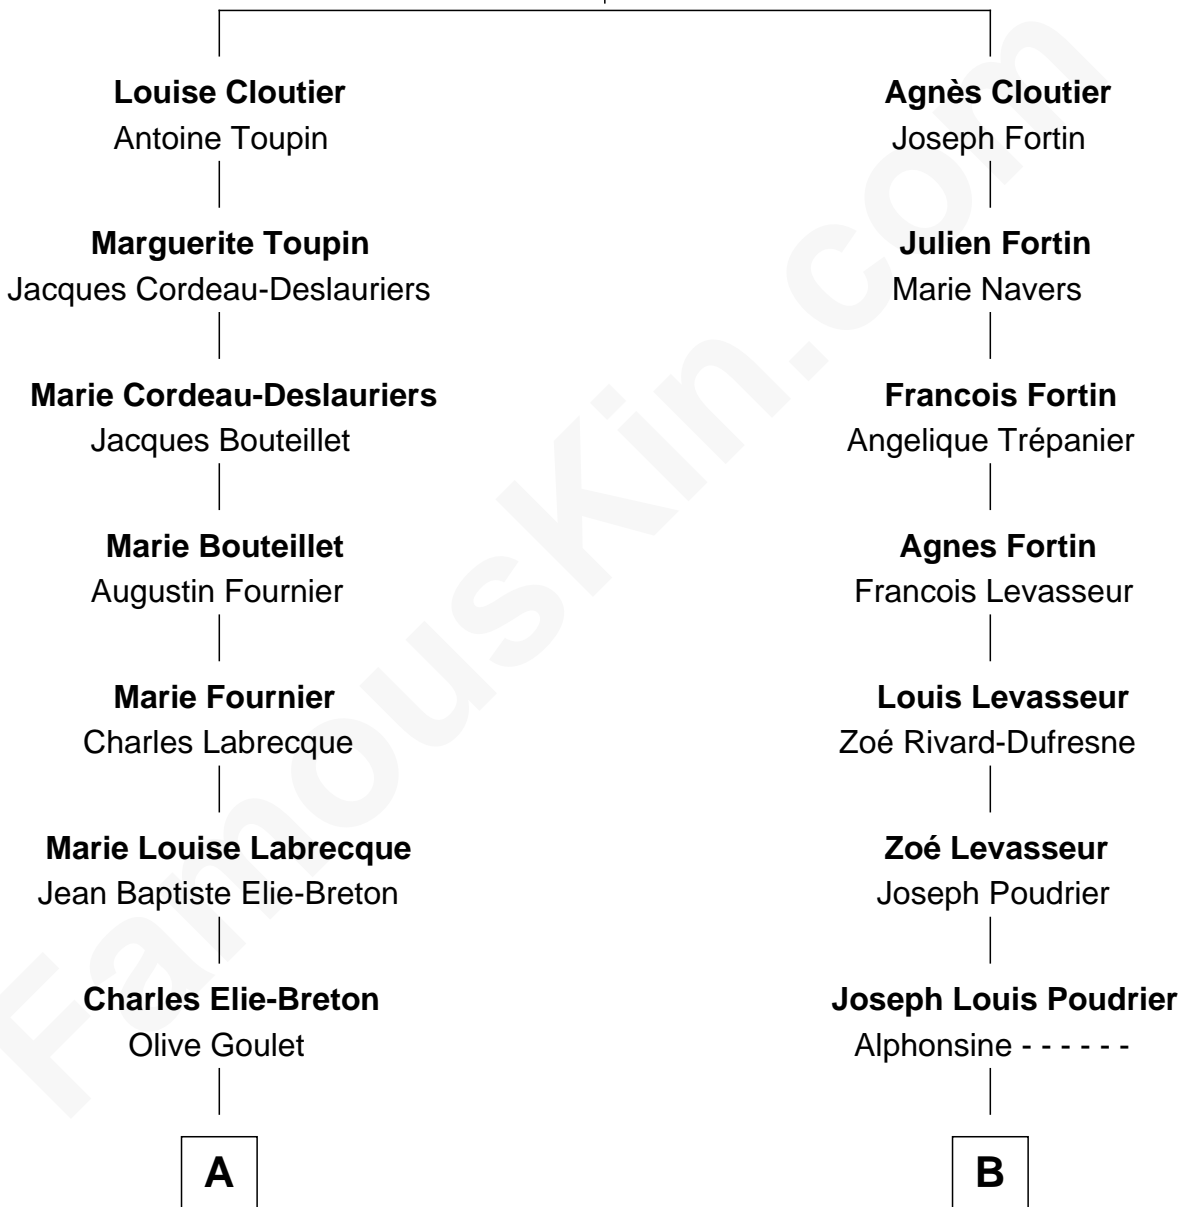 Louise Cloutier
Antoine Toupin
Marguerite Toupin
Jacques Cordeau-Deslauriers
Marie Cordeau-Deslauriers
Jacques Bouteillet
Marie Bouteillet
Augustin Fournier
Marie Fournier
Charles Labrecque
Marie Louise Labrecque
Jean Baptiste Elie-Breton
Charles Elie-Breton
Olive Goulet
A
Agnès Cloutier
Joseph Fortin
Julien Fortin
Marie Navers
Francois Fortin
Angelique Trépanier
Agnes Fortin
Francois Levasseur
Louis Levasseur
Zoé Rivard-Dufresne
Zoé Levasseur
Joseph Poudrier
Joseph Louis Poudrier
Alphonsine - - - - - -
B
FamousKin.com